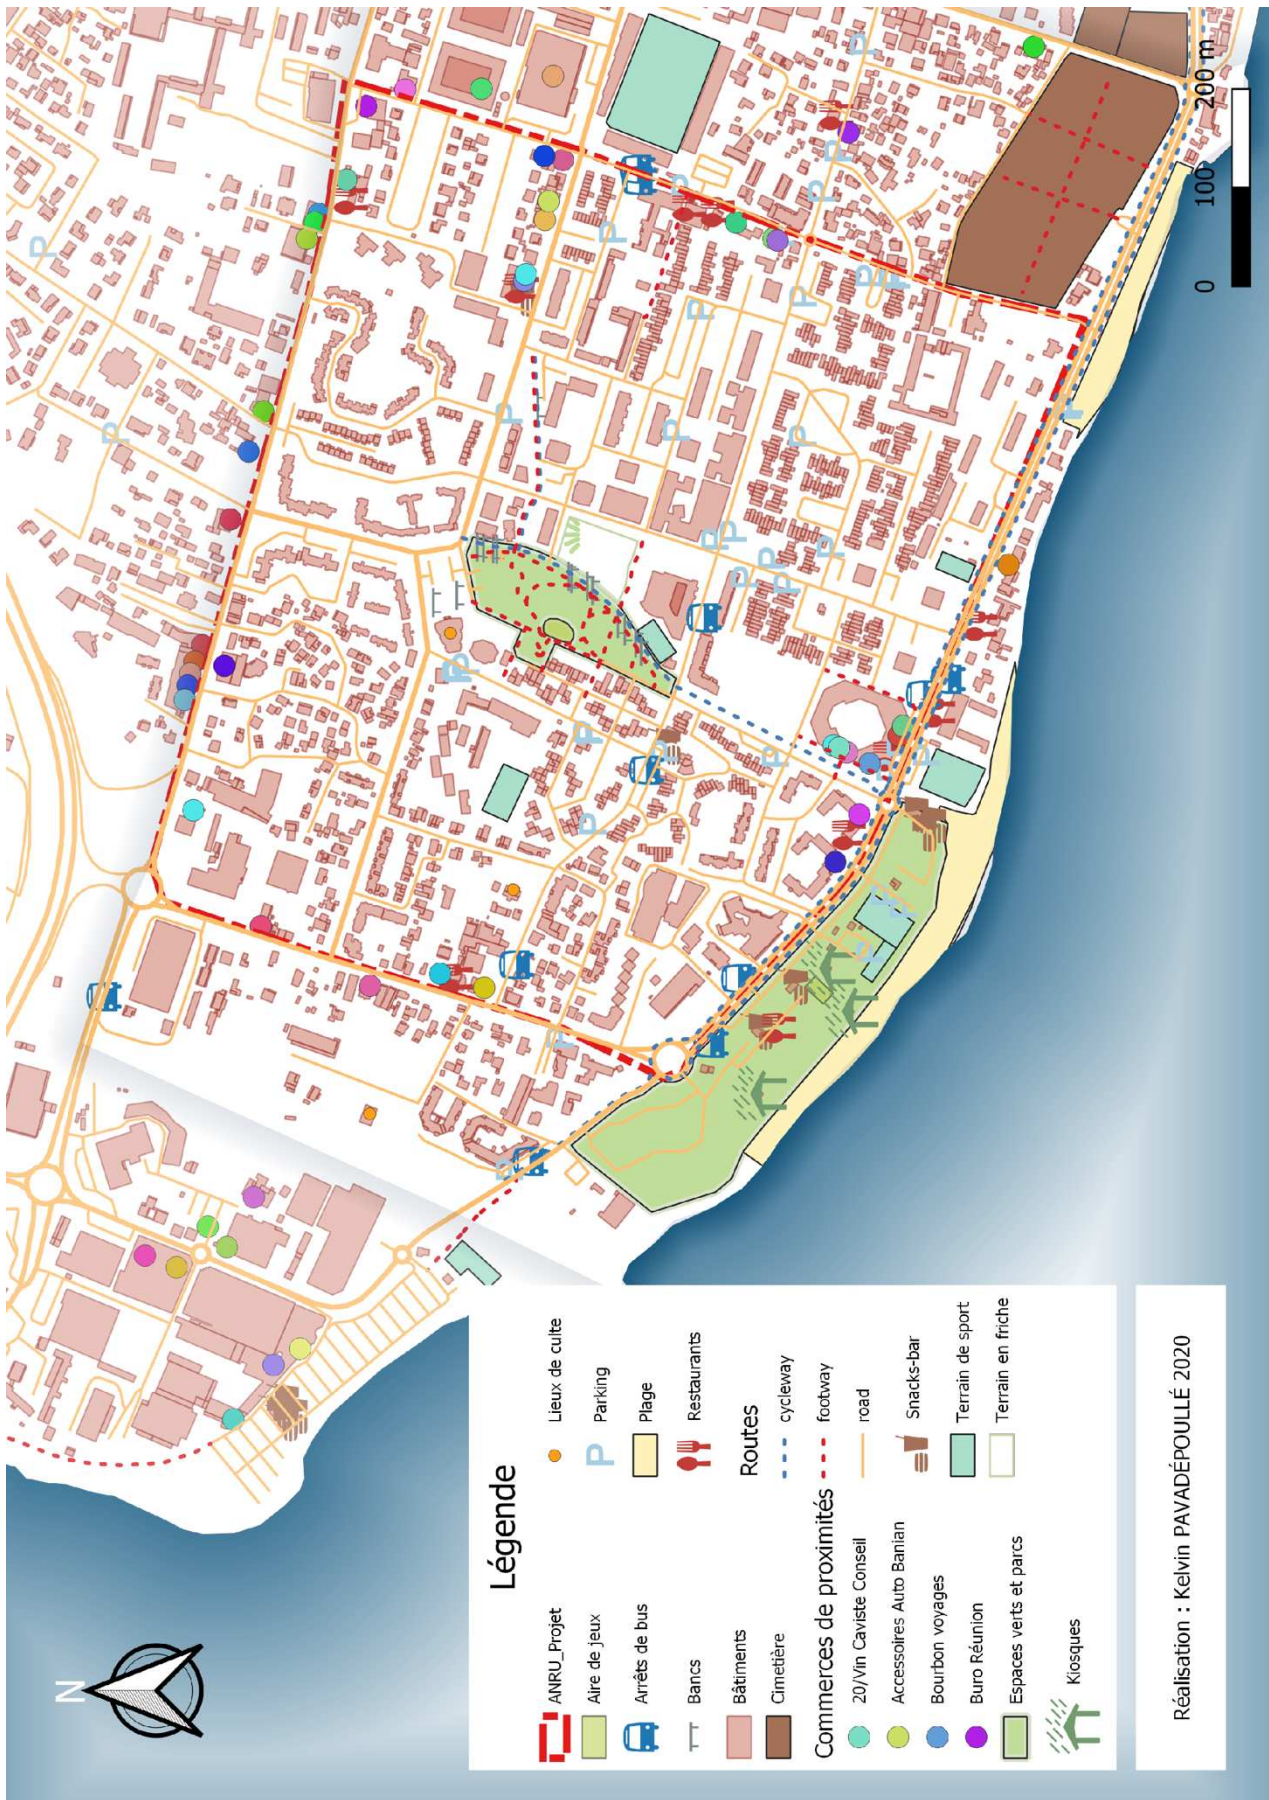 N
Légende
ANRU_Projet
Aire de jeux
Arrêts de bus
Bancs
Bâtiments
Cimetière
Commerces de proximités
20/Vin Caviste Conseil
Accessoires Auto Banian
Bourbon voyages
Buro Réunion
Espaces verts et parcs
Kiosques
Lieux de culte
P Parking
Plage
Restaurants
Routes
cycleway
footway
road
Snacks-bar
Terrain de sport
Terrain en friche
Réalisation : Kelvin PAVADÉPOULLÉ 2020
0 100 200 m